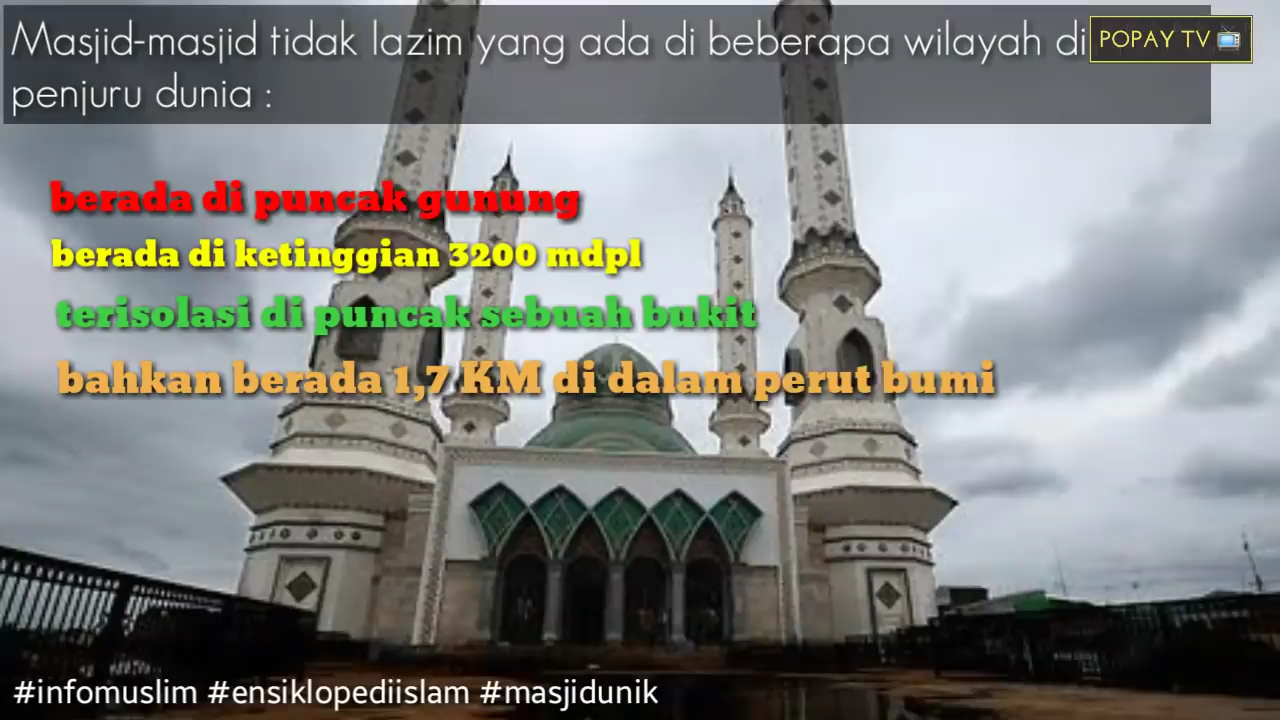 Masjid-masjid tidak lazim yang ada di beberapa wilayah di
POPAY TV
penjuru dunia :
berada di puncak gunung
berada di ketinggian 3200 mdpl
terisolasi di puncak sebuah bukit
bahkan berada 1,7 KM di dalam perut bumi
#infomuslim #ensiklopediislam #masjidunik